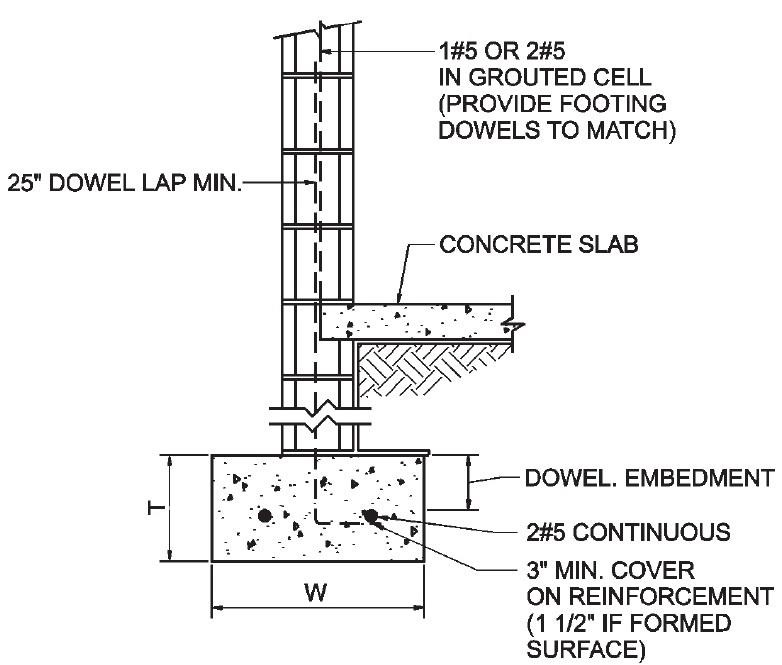 1#5 OR 2#5
IN GROUTED CELL
(PROVIDE FOOTING
DOWELS TO MATCH)
25" DOWEL LAP MIN.
CONCRETE SLAB
DOWEL. EMBEDMENT
T
2#5 CONTINUOUS
3" MIN. COVER
ON REINFORCEMENT
(1 1/2" IF FORMED
SURFACE)
W